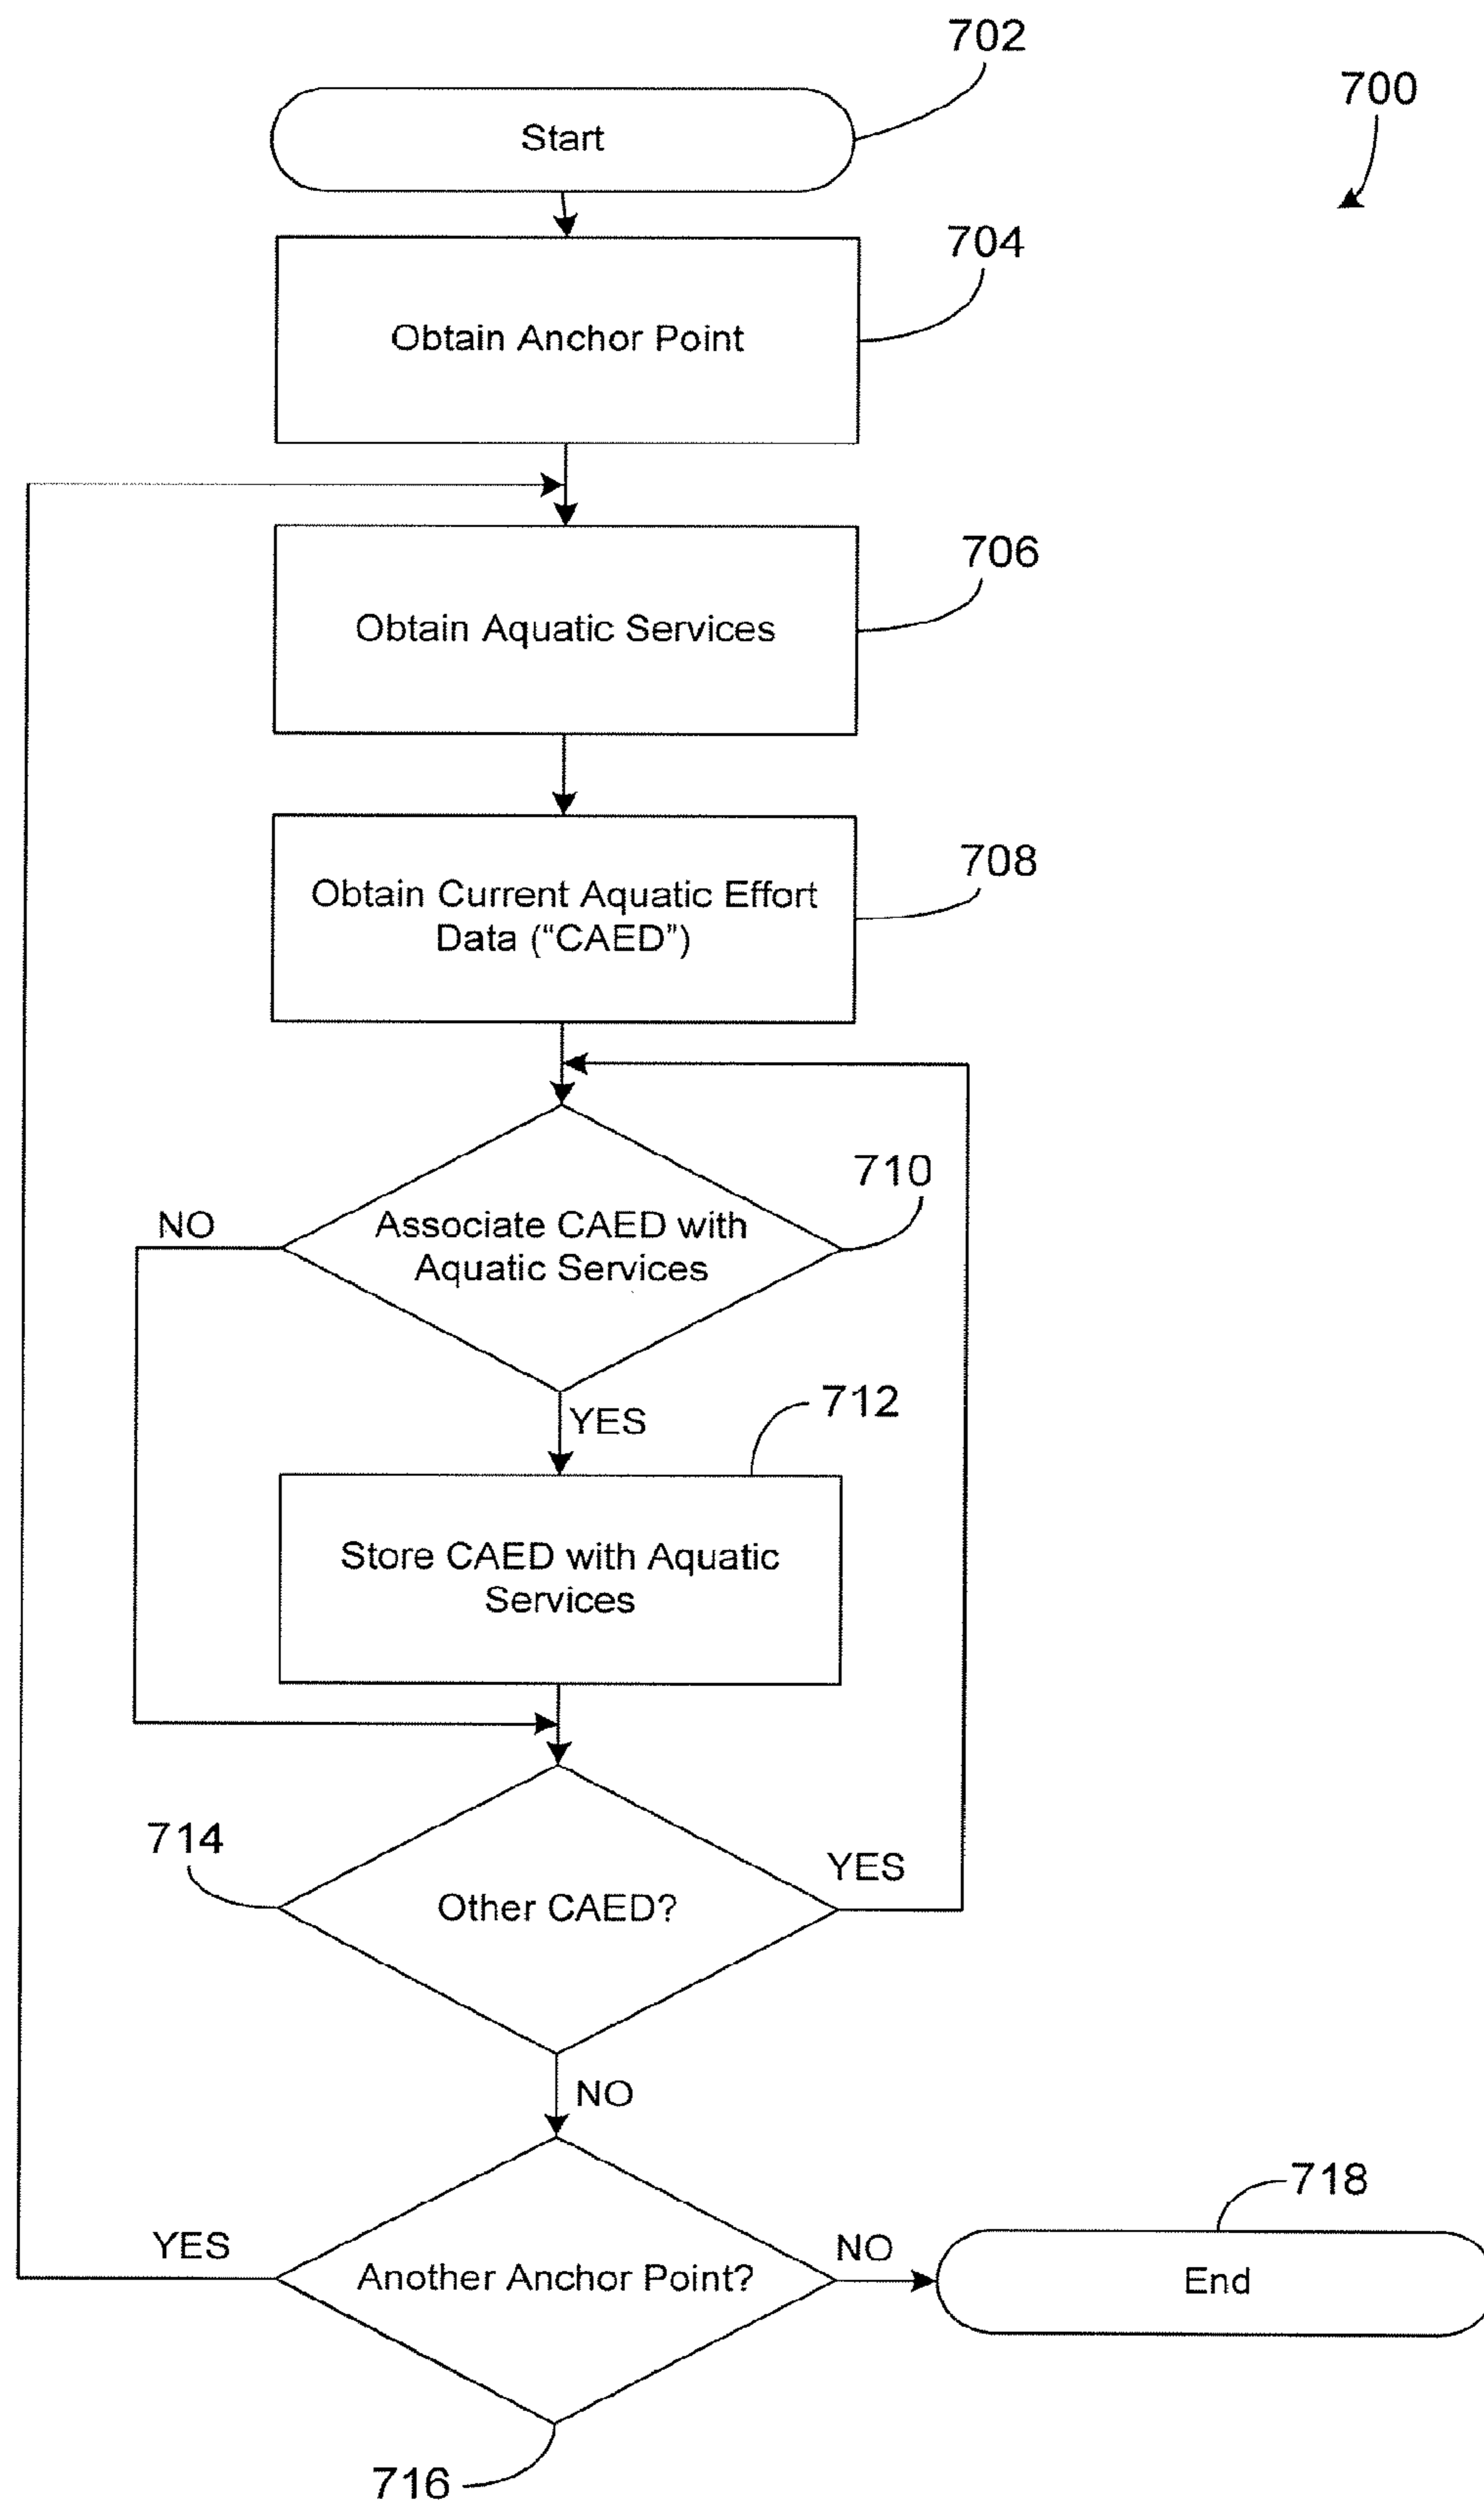 702
700
Start
704
Obtain Anchor Point
706
Obtain Aquatic Services
708
Obtain Current Aquatic Effort
Data (“CAED”)
710
NO
Associate CAED with
Aquatic Services
YES
712
Store CAED with Aquatic
Services
714
YES
Other CAED?
NO
718
YES
NO
Another Anchor Point?
End
716